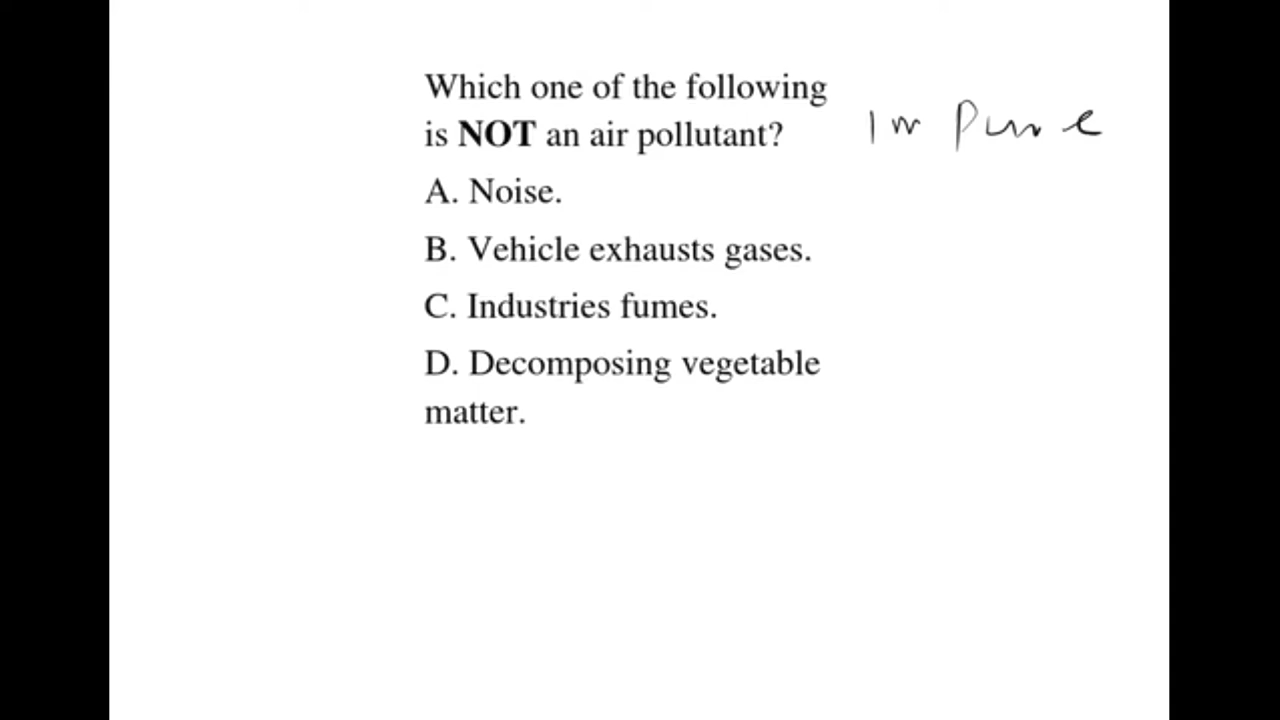 Which one of the following
is NOT an air pollutant?
impure
A. Noise.
B. Vehicle exhausts gases.
C. Industries fumes.
D. Decomposing vegetable
matter.